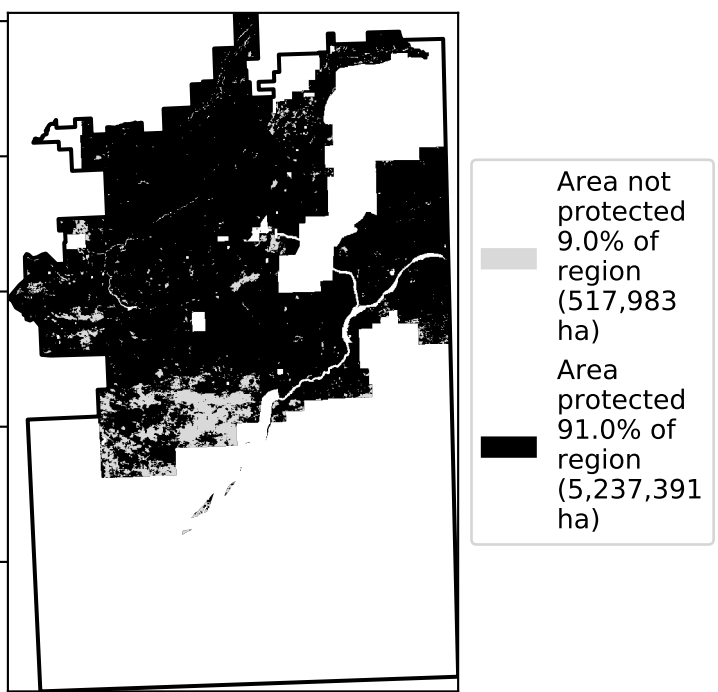 Area not
protected
9.0% of
region
(517,983
ha)
Area
protected
91.0% of
region
(5,237,391
ha)